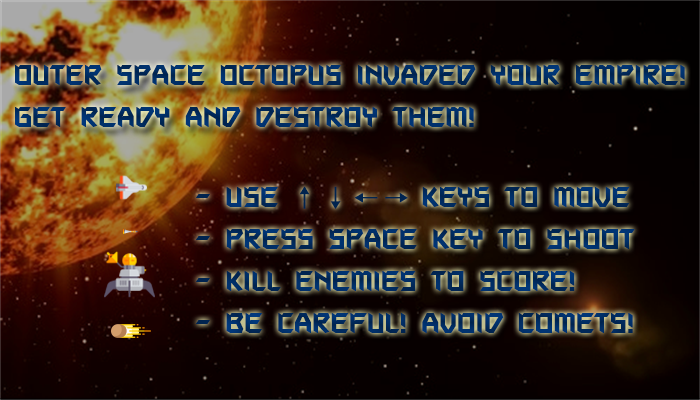 OUTER SPACE OCTOPUS INVADED YOUR EMPIRE!
GET READY AND DESTROY THEM!
- USE ↑ ↓ ← → KEYS TO MOVE
- PRESS SPACE KEY TO SHOOT
- KILL ENEMIES TO SCORE!
- BE CAREFUL! AVOID COMETS!